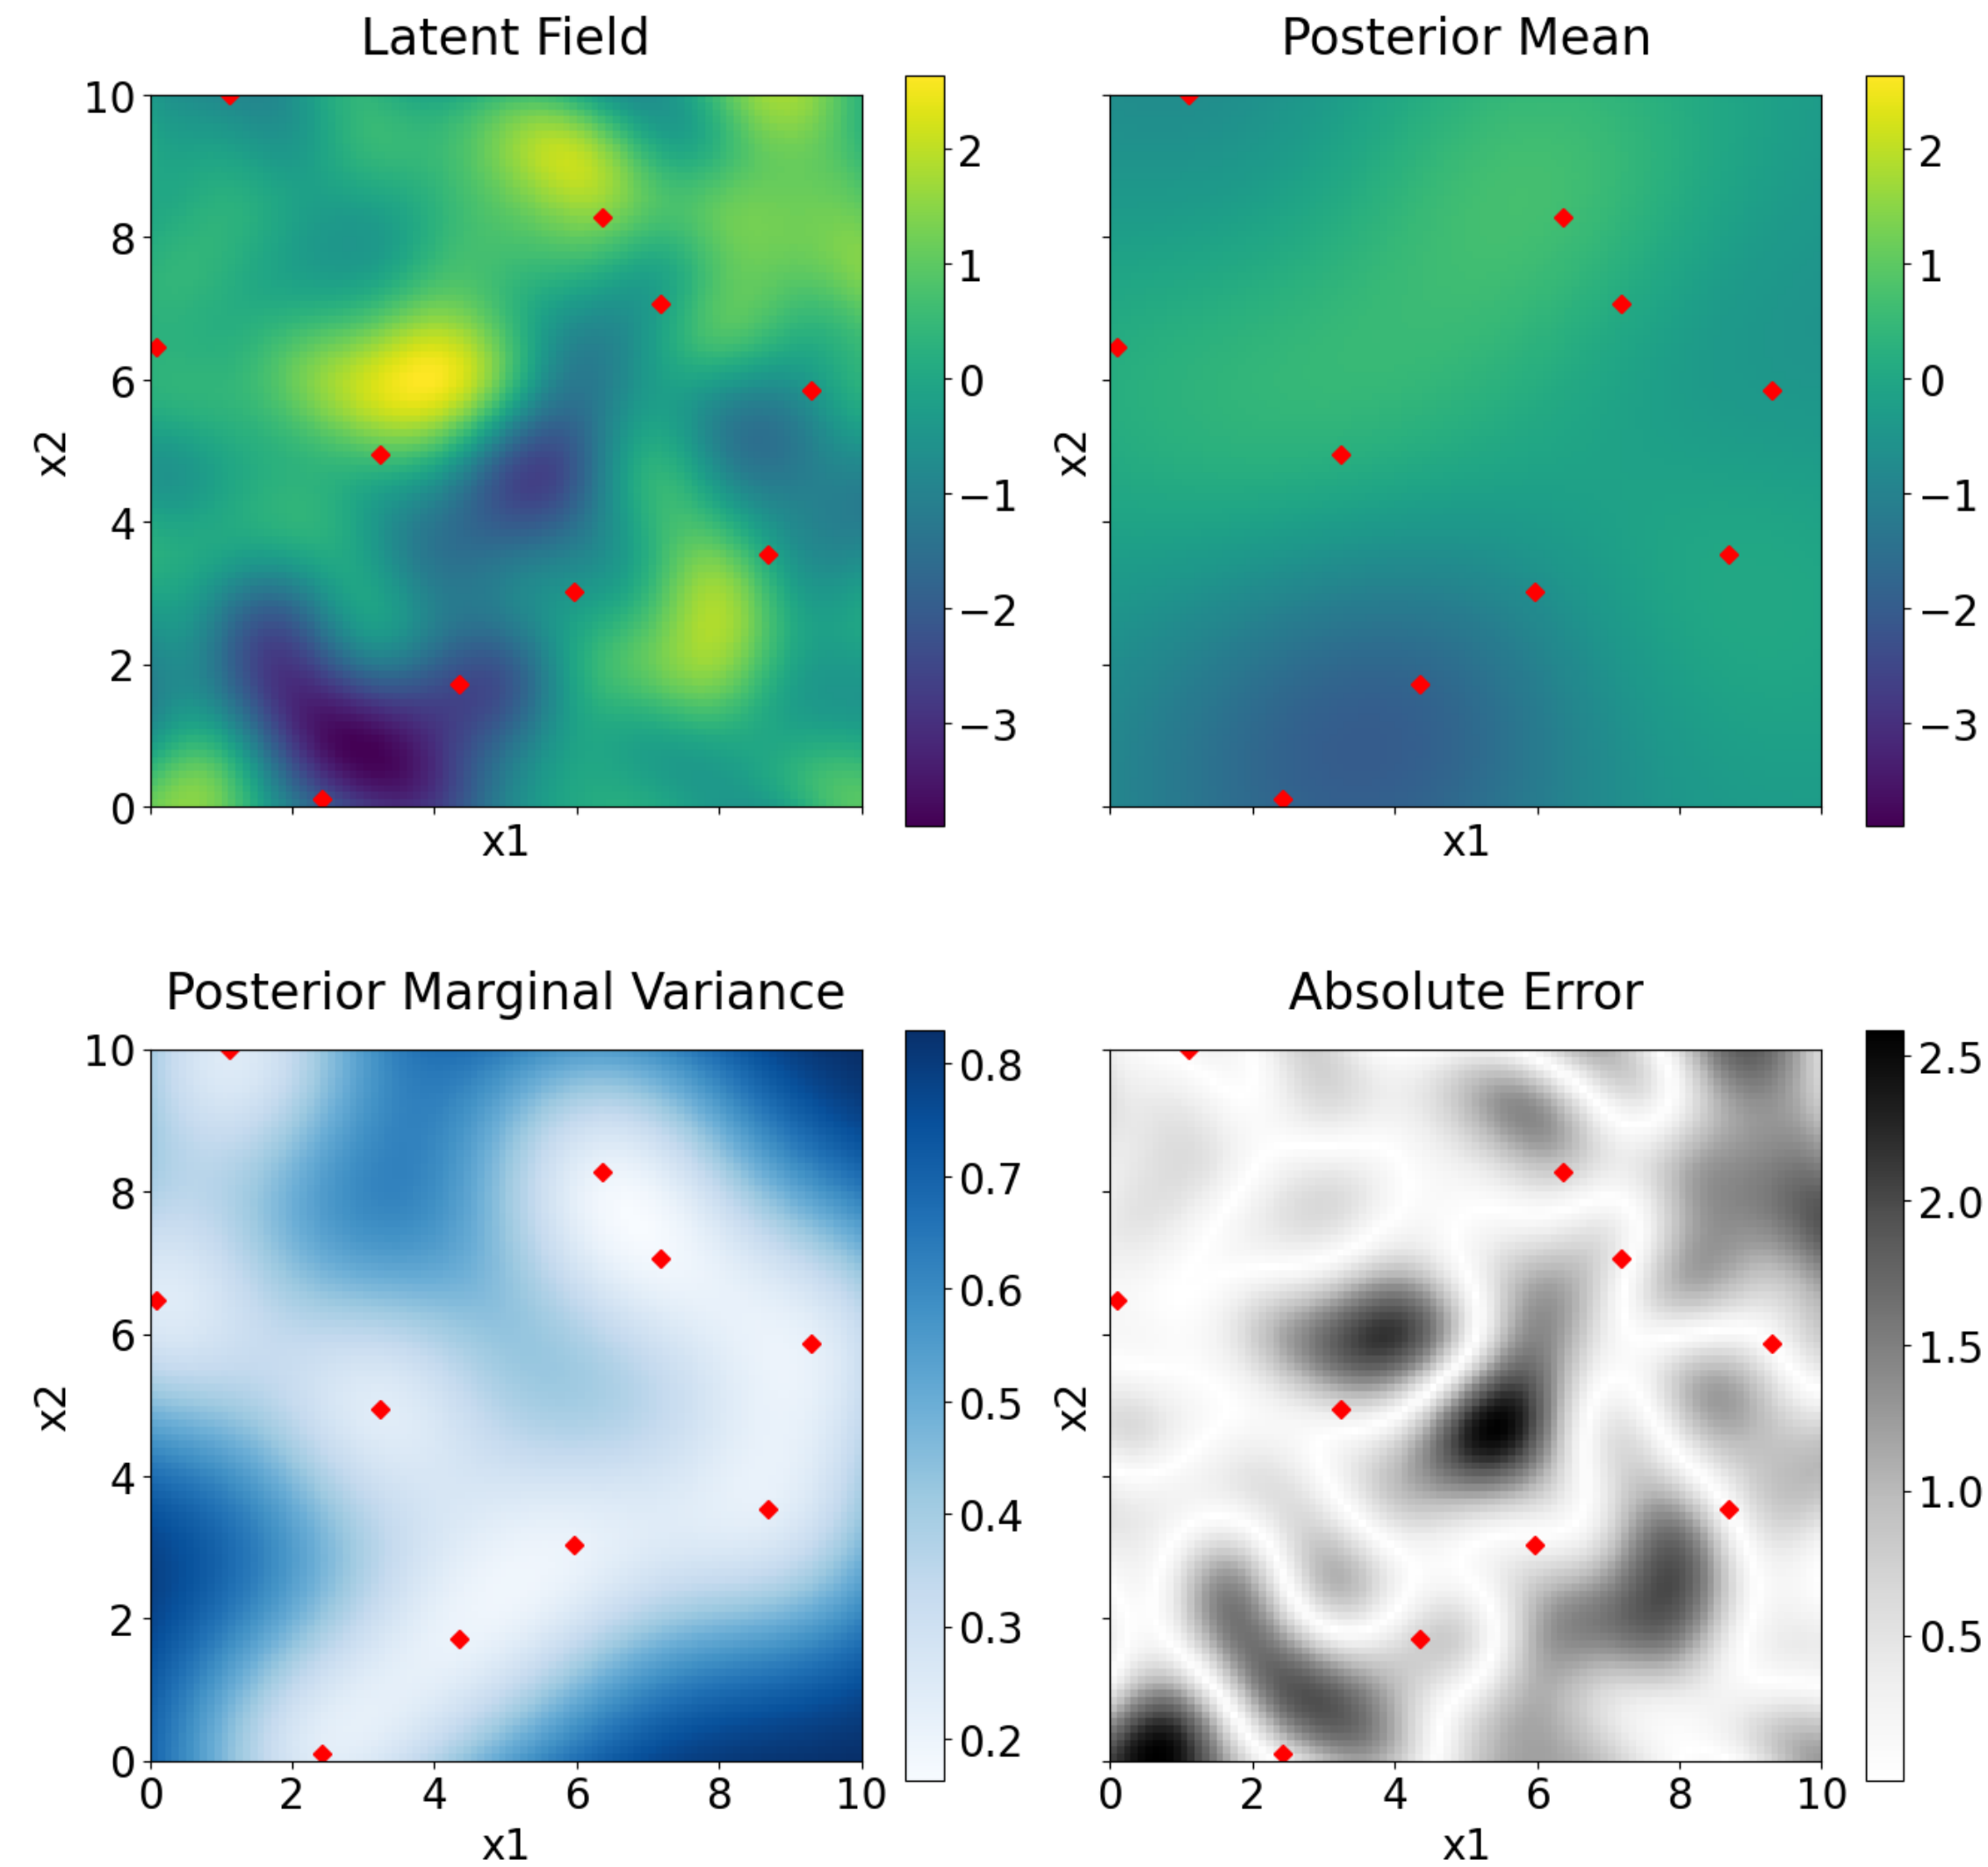 Latent Field
Posterior Mean
10
8
6
4
2
0
x2
x1
2
1
0
−1
−2
−3
x2
x1
2
1
0
−1
−2
−3
Posterior Marginal Variance
Absolute Error
10
8
6
4
2
0
x2
0 2 4 6 8 10
x1
0.8
0.7
0.6
0.5
0.4
0.3
0.2
x2
0 2 4 6 8 10
x1
2.5
2.0
1.5
1.0
0.5